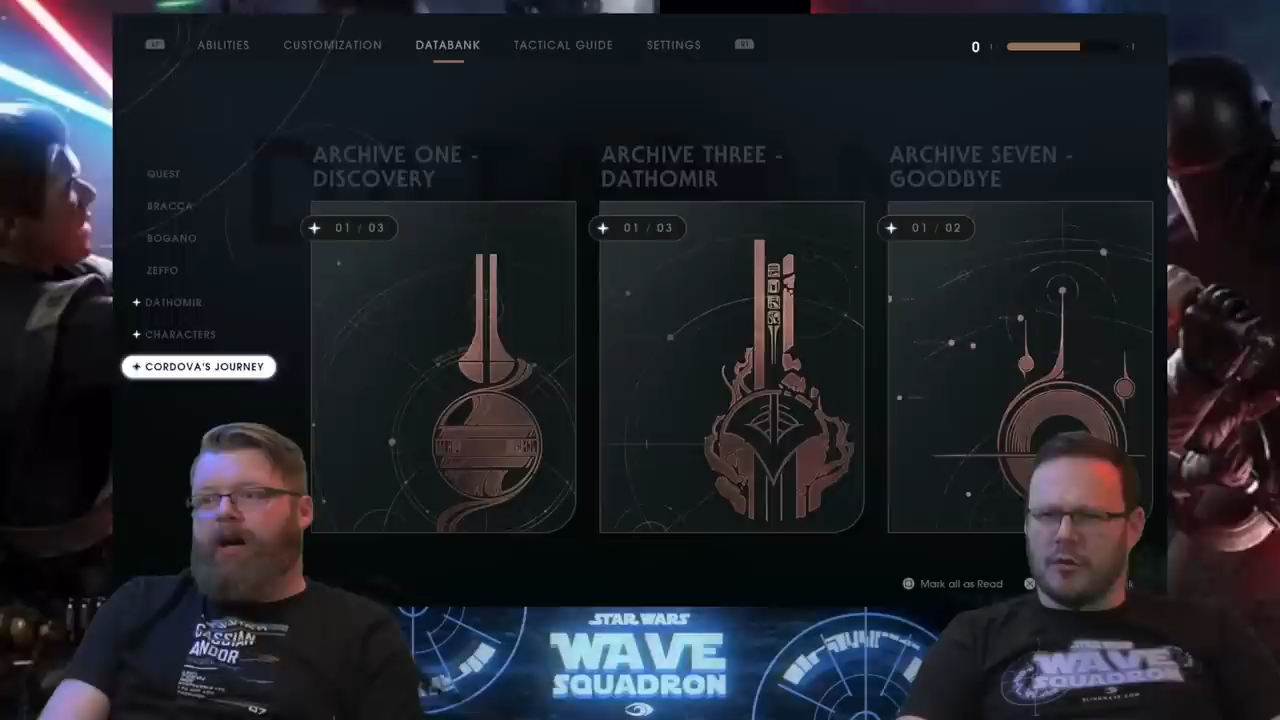 ABILITIES CUSTOMIZATION DATABANK TACTICAL GUIDE SETTINGS 0
ARCHIVE ONE -
DISCOVERY
ARCHIVE THREE -
DATHOMIR
ARCHIVE SEVEN -
GOODBYE
QUEST
BRACCA
BOGANO
ZEFFO
DATHOMIR
CHARACTERS
CORDOVA'S JOURNEY
01 / 03
01 / 03
01 / 02
Mark all as Read
STAR WARS
WAVE
SQUADRON
CASSIAN
ANDOR
WAVE
SQUADRON